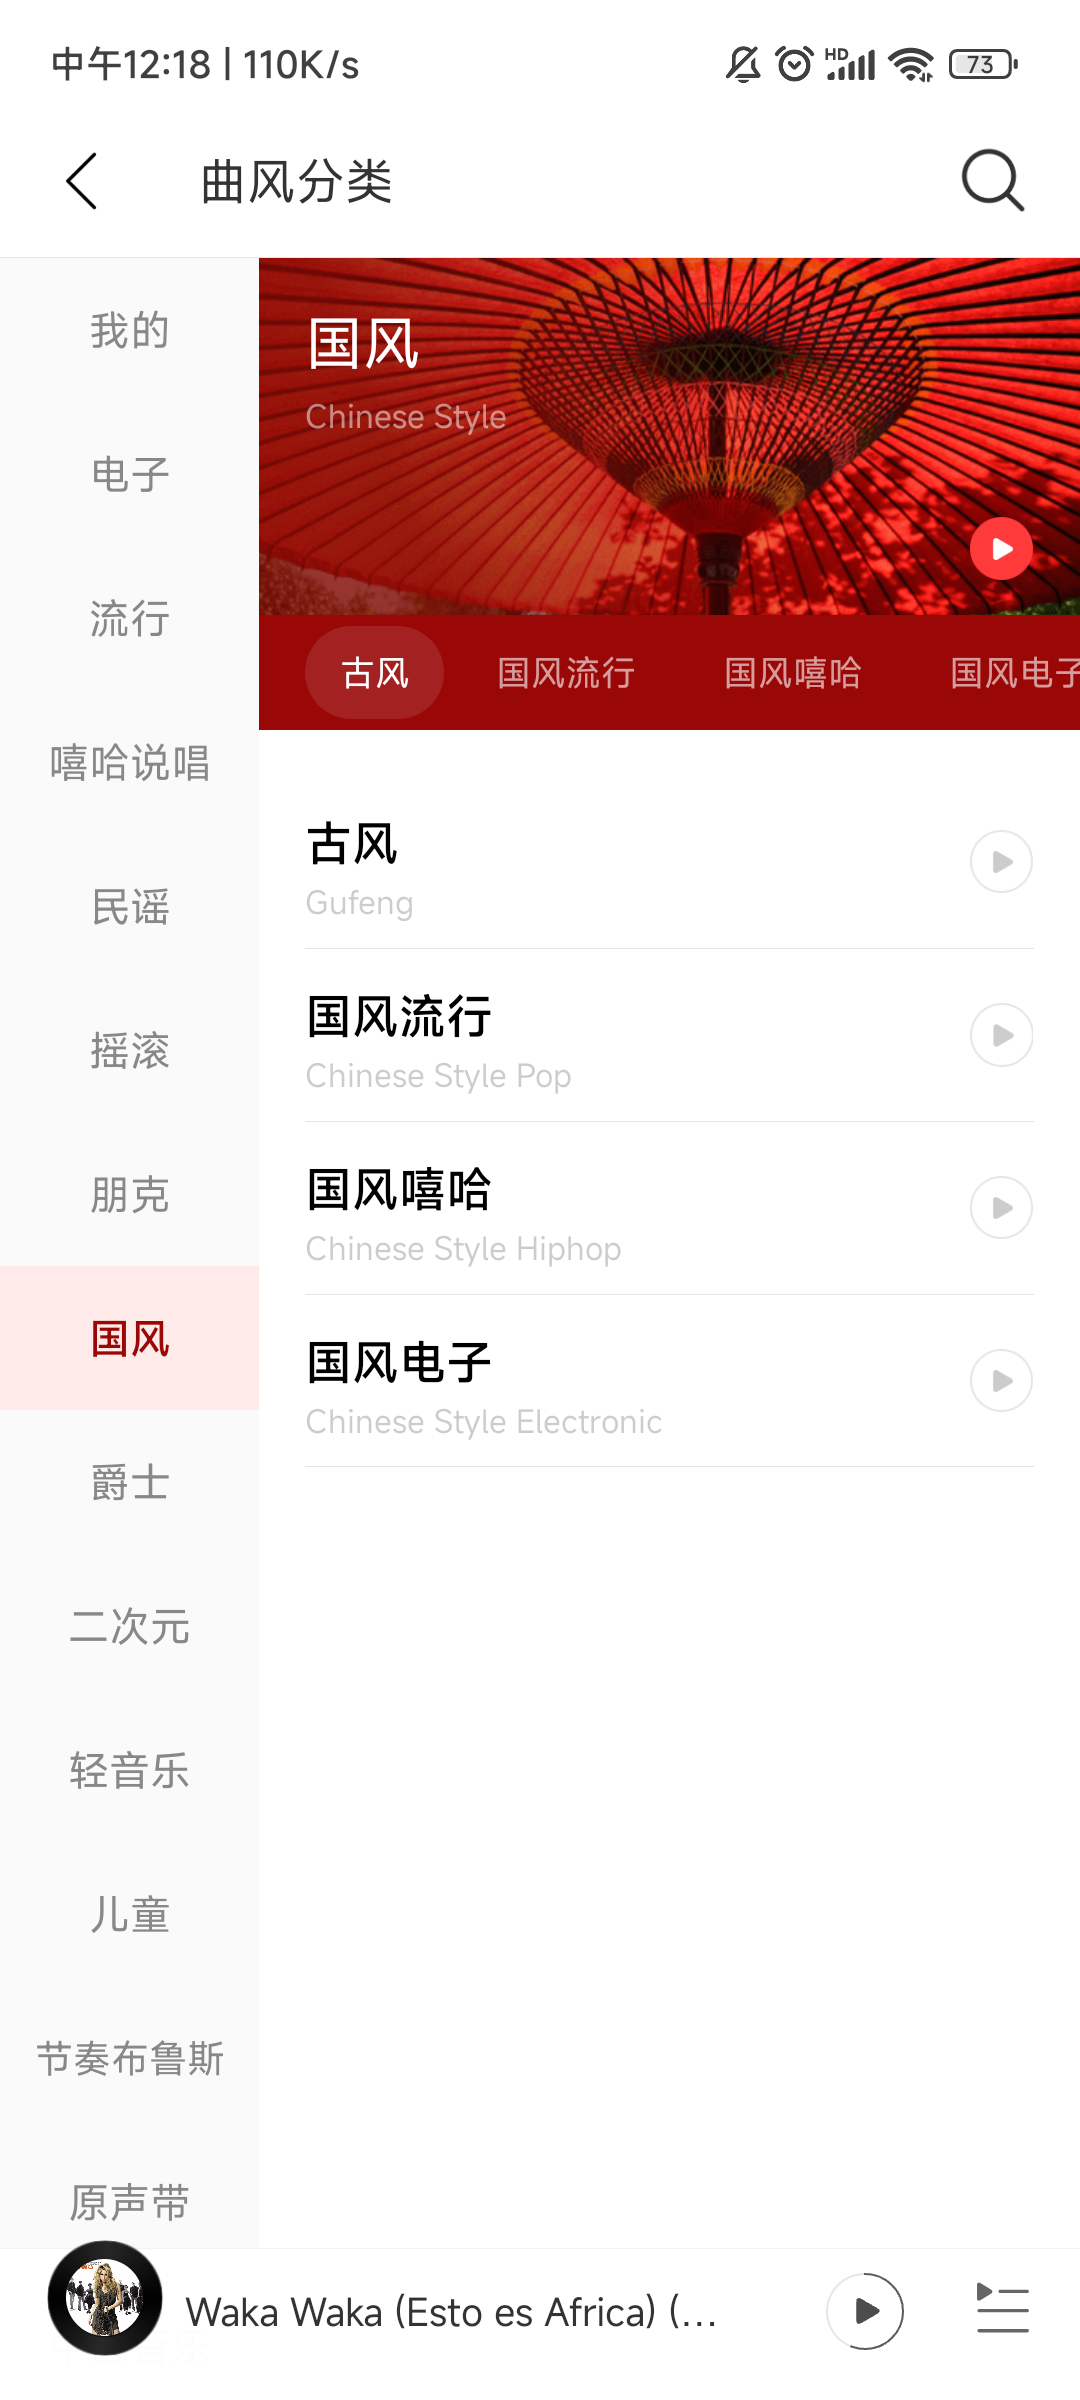 中午12:18 | 110K/s
HD
73
曲风分类
我的
电子
流行
嘻哈说唱
民谣
摇滚
朋克
国风
爵士
二次元
轻音乐
儿童
节奏布鲁斯
原声带
国风
Chinese Style
古风 国风流行 国风嘻哈 国风电子
古风
Gufeng
国风流行
Chinese Style Pop
国风嘻哈
Chinese Style Hiphop
国风电子
Chinese Style Electronic
Waka Waka (Esto es Africa) (...